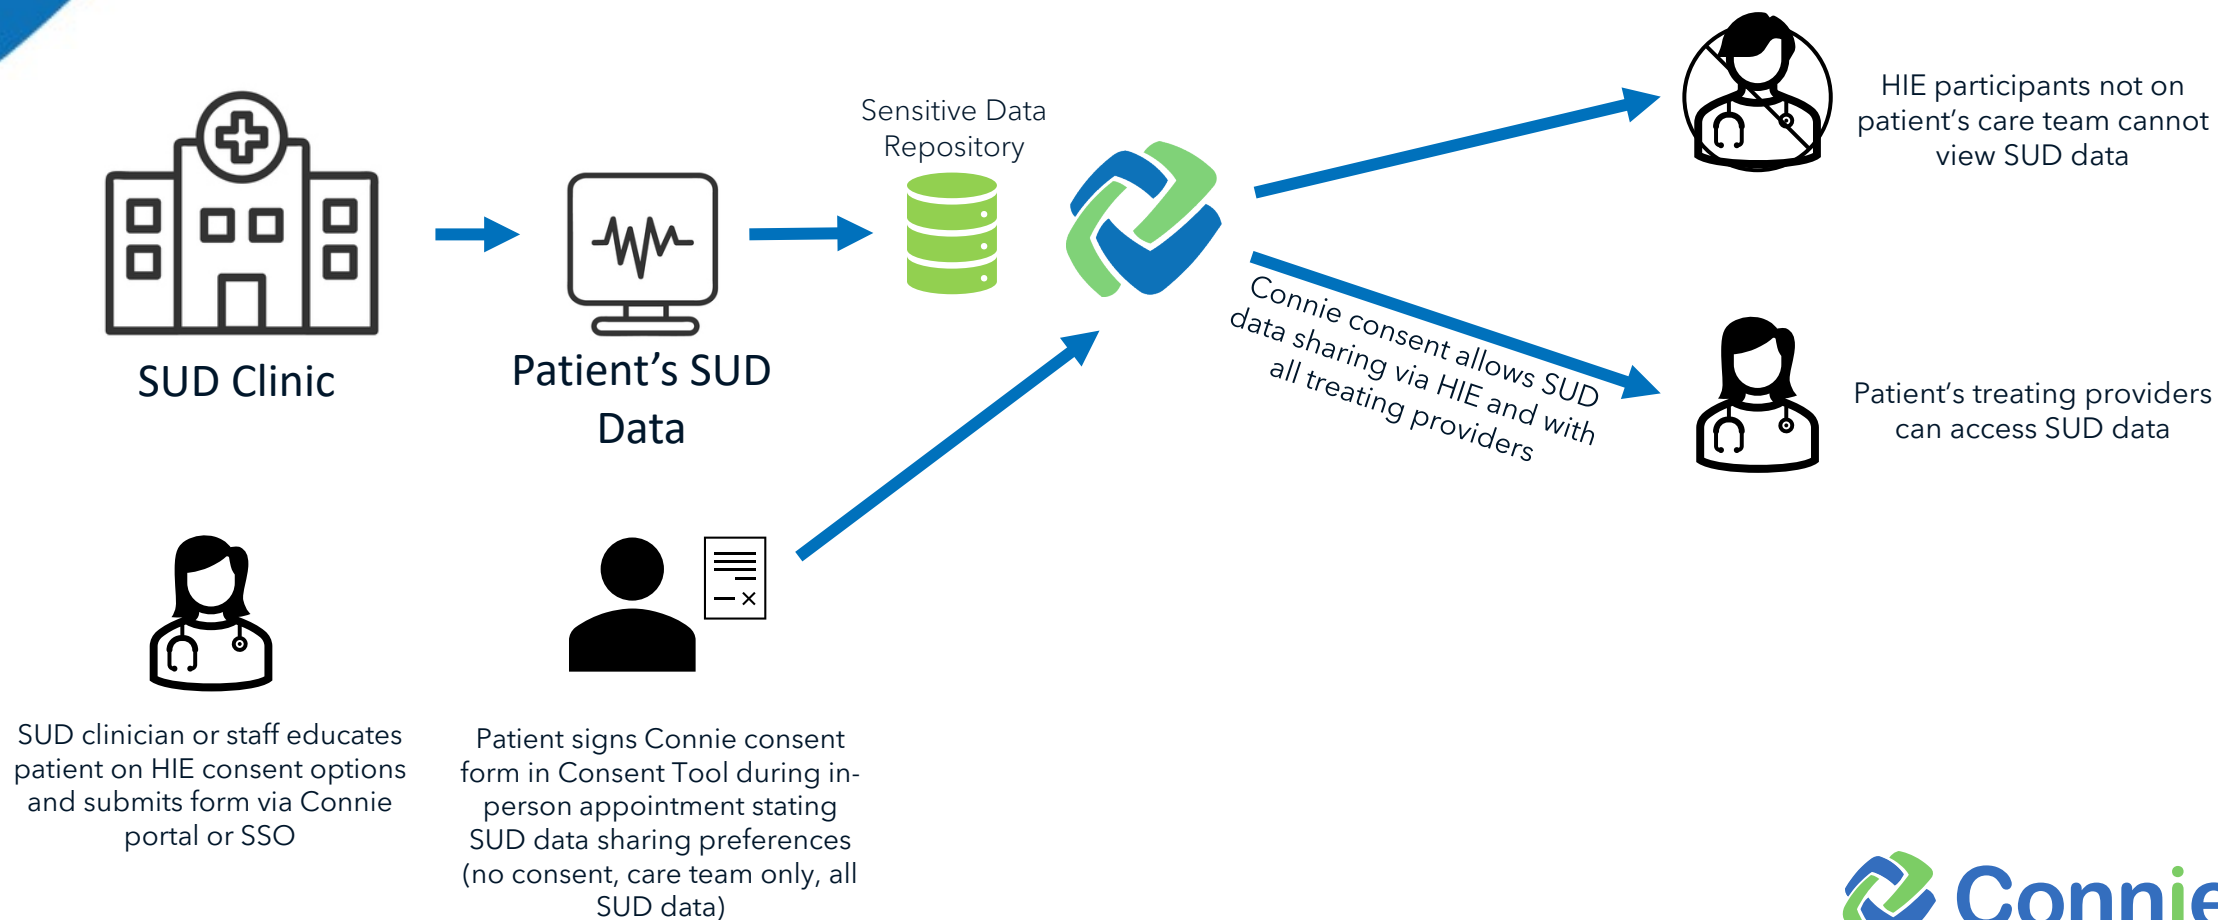 SUD Clinic
Patient's SUD
Data
Sensitive Data
Repository
HIE participants not on
patient's care team cannot
view SUD data
Connie consent allows SUD
data sharing via HIE and with
all treating providers
Patient's treating providers
can access SUD data
SUD clinician or staff educates
patient on HIE consent options
and submits form via Connie
portal or SSO
Patient signs Connie consent
form in Consent Tool during in-
person appointment stating
SUD data sharing preferences
(no consent, care team only, all
SUD data)
Connie